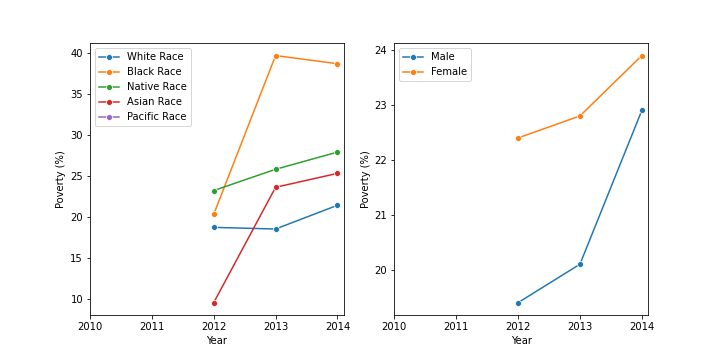 White Race
Black Race
Native Race
Asian Race
Pacific Race
Poverty (%)
40
35
30
25
20
15
10
2010 2011 2012 2013 2014
Year
Male
Female
Poverty (%)
24
23
22
21
20
2010 2011 2012 2013 2014
Year